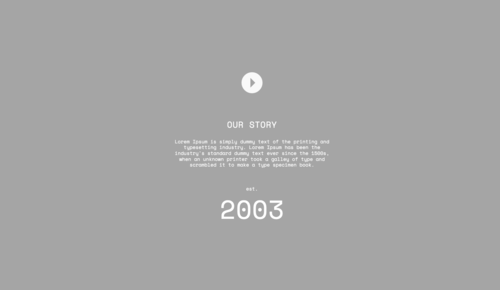 OUR STORY
Lorem Ipsum is simply dummy text of the printing and
typesetting industry. Lorem Ipsum has been the
industry's standard dummy text ever since the 1500s,
when an unknown printer took a galley of type and
scrambled it to make a type specimen book.
est.
2003